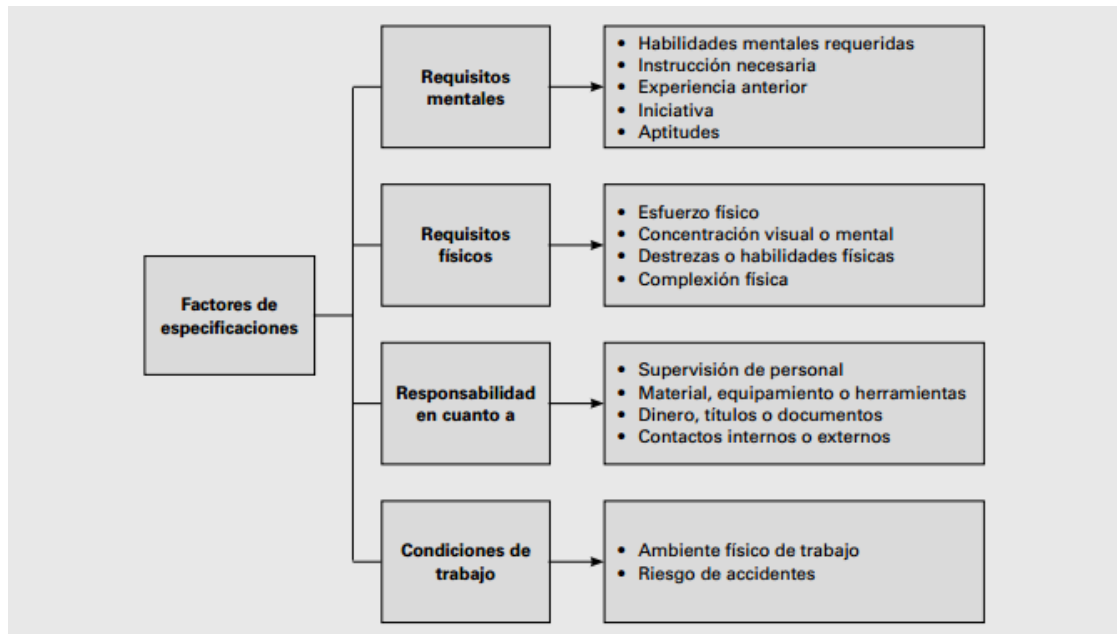 Factores de
especificaciones
Requisitos
mentales
• Habilidades mentales requeridas
• Instrucción necesaria
• Experiencia anterior
• Iniciativa
• Aptitudes
Requisitos
físicos
• Esfuerzo físico
• Concentración visual o mental
• Destrezas o habilidades físicas
• Complexión física
Responsabilidad
en cuanto a
• Supervisión de personal
• Material, equipamiento o herramientas
• Dinero, títulos o documentos
• Contactos internos o externos
Condiciones de
trabajo
• Ambiente físico de trabajo
• Riesgo de accidentes